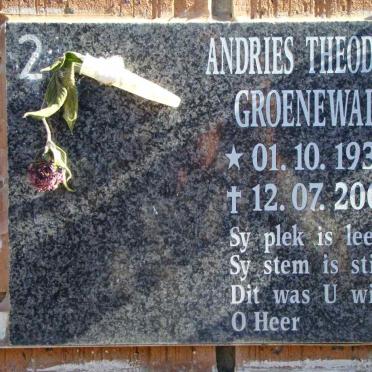 2
ANDRIES THEOD
GROENEWAL
★ 01. 10. 193
✝ 12. 07. 200
Sy plek is lee
Sy stem is sti
Dit was U wi
O Heer